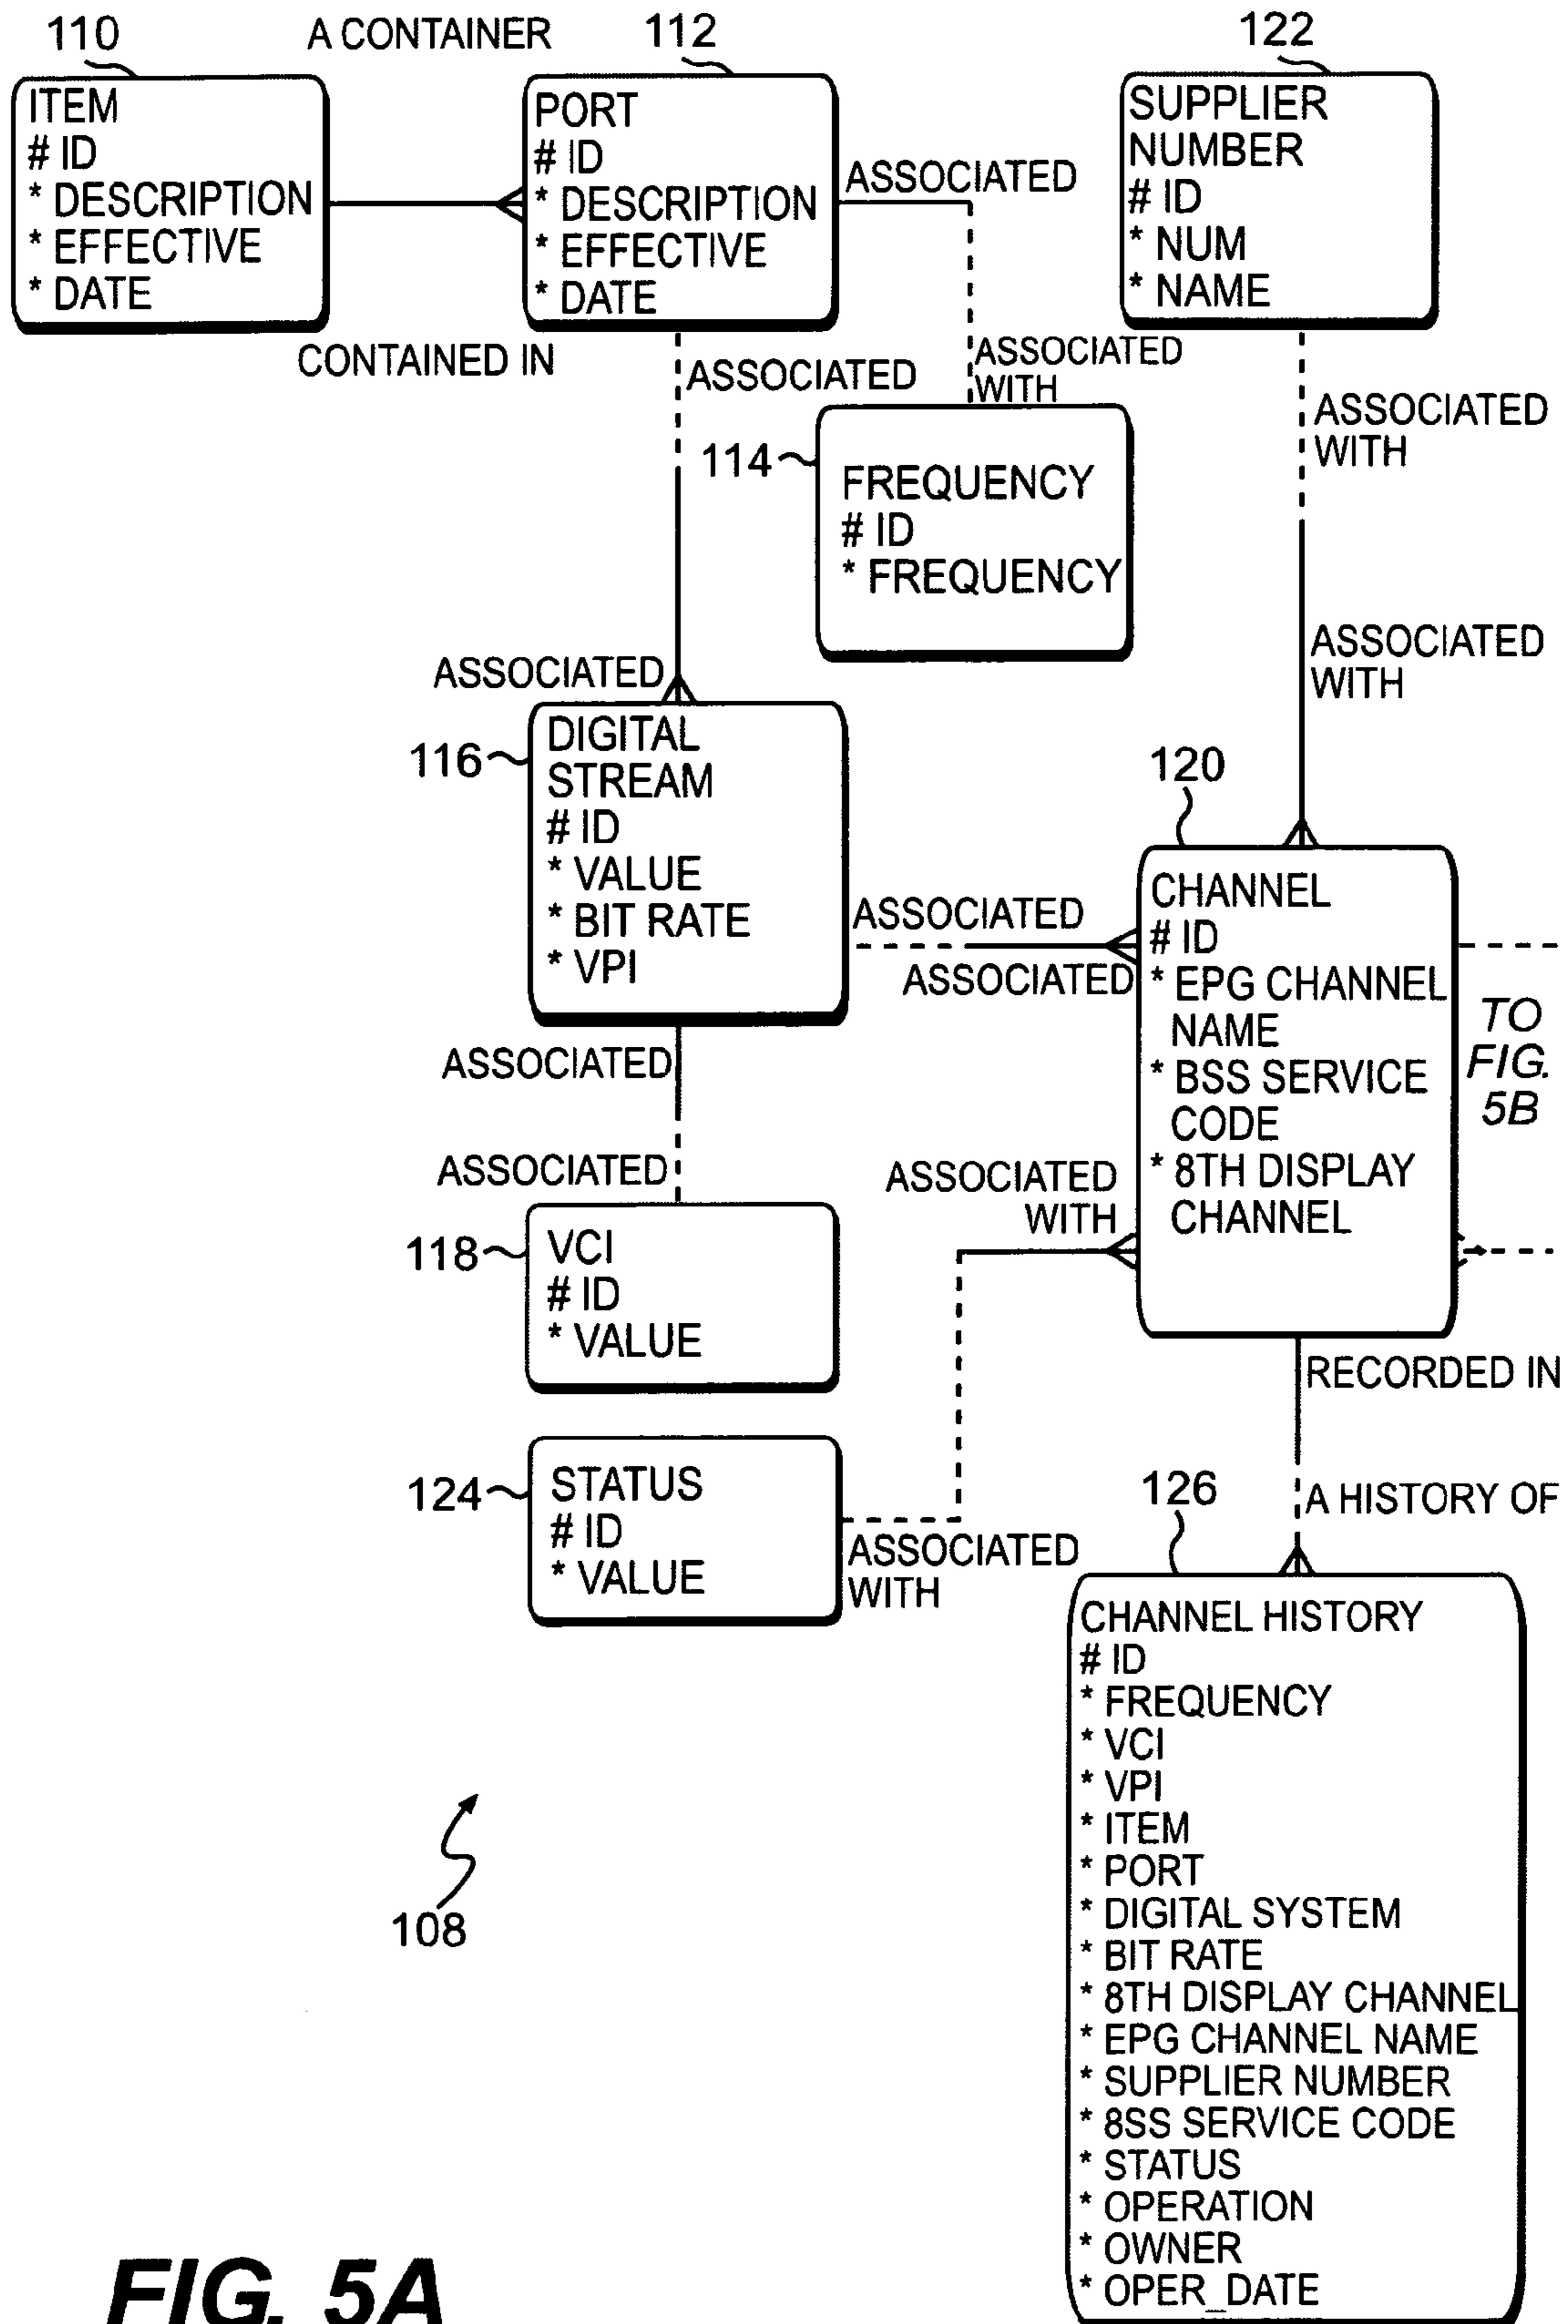 110
A CONTAINER
112
122
ITEM
# ID
* DESCRIPTION
* EFFECTIVE
* DATE
PORT
# ID
* DESCRIPTION
* EFFECTIVE
* DATE
SUPPLIER
NUMBER
# ID
* NUM
* NAME
ASSOCIATED
CONTAINED IN
ASSOCIATED
ASSOCIATED
WITH
ASSOCIATED
WITH
114
FREQUENCY
# ID
* FREQUENCY
ASSOCIATED
ASSOCIATED
WITH
116
DIGITAL
STREAM
# ID
* VALUE
* BIT RATE
* VPI
120
CHANNEL
# ID
* EPG CHANNEL
NAME
* BSS SERVICE
CODE
* 8TH DISPLAY
CHANNEL
ASSOCIATED
ASSOCIATED
TO
FIG.
5B
ASSOCIATED
ASSOCIATED
ASSOCIATED
WITH
118
VCI
# ID
* VALUE
RECORDED IN
124
STATUS
# ID
* VALUE
ASSOCIATED
WITH
126
A HISTORY OF
CHANNEL HISTORY
# ID
* FREQUENCY
* VCI
* VPI
* ITEM
* PORT
* DIGITAL SYSTEM
* BIT RATE
* 8TH DISPLAY CHANNEL
* EPG CHANNEL NAME
* SUPPLIER NUMBER
* 8SS SERVICE CODE
* STATUS
* OPERATION
* OWNER
* OPER_DATE
108
FIG. 5A